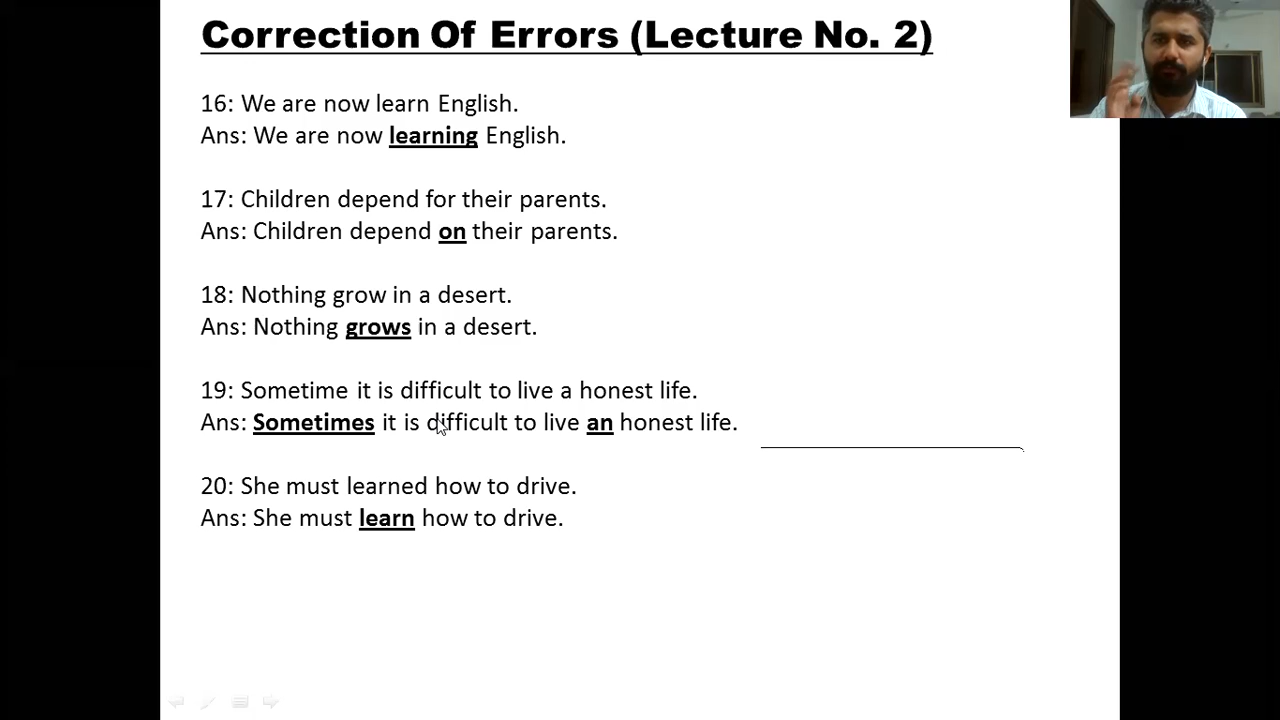 Correction Of Errors (Lecture No. 2)
16: We are now learn English.
Ans: We are now learning English.
17: Children depend for their parents.
Ans: Children depend on their parents.
18: Nothing grow in a desert.
Ans: Nothing grows in a desert.
19: Sometime it is difficult to live a honest life.
Ans: Sometimes it is difficult to live an honest life.
20: She must learned how to drive.
Ans: She must learn how to drive.